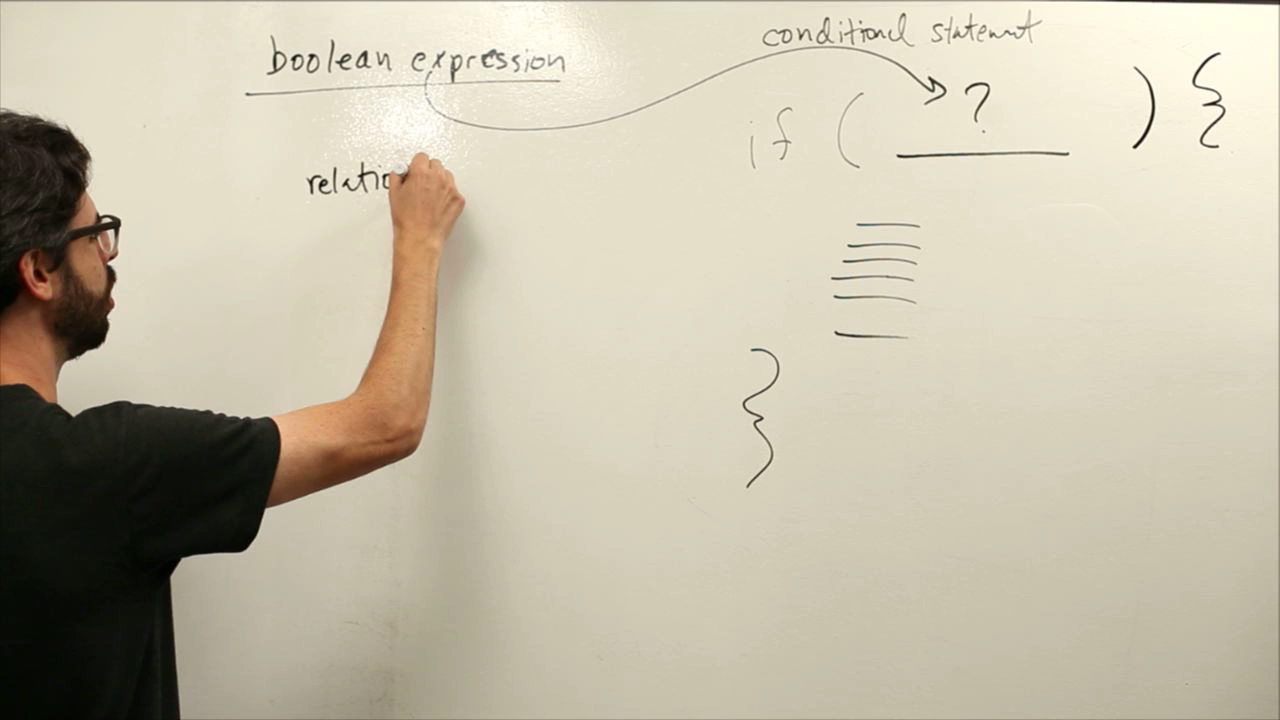 boolean expression
conditional statement
if ( ? ) {
relatio
}